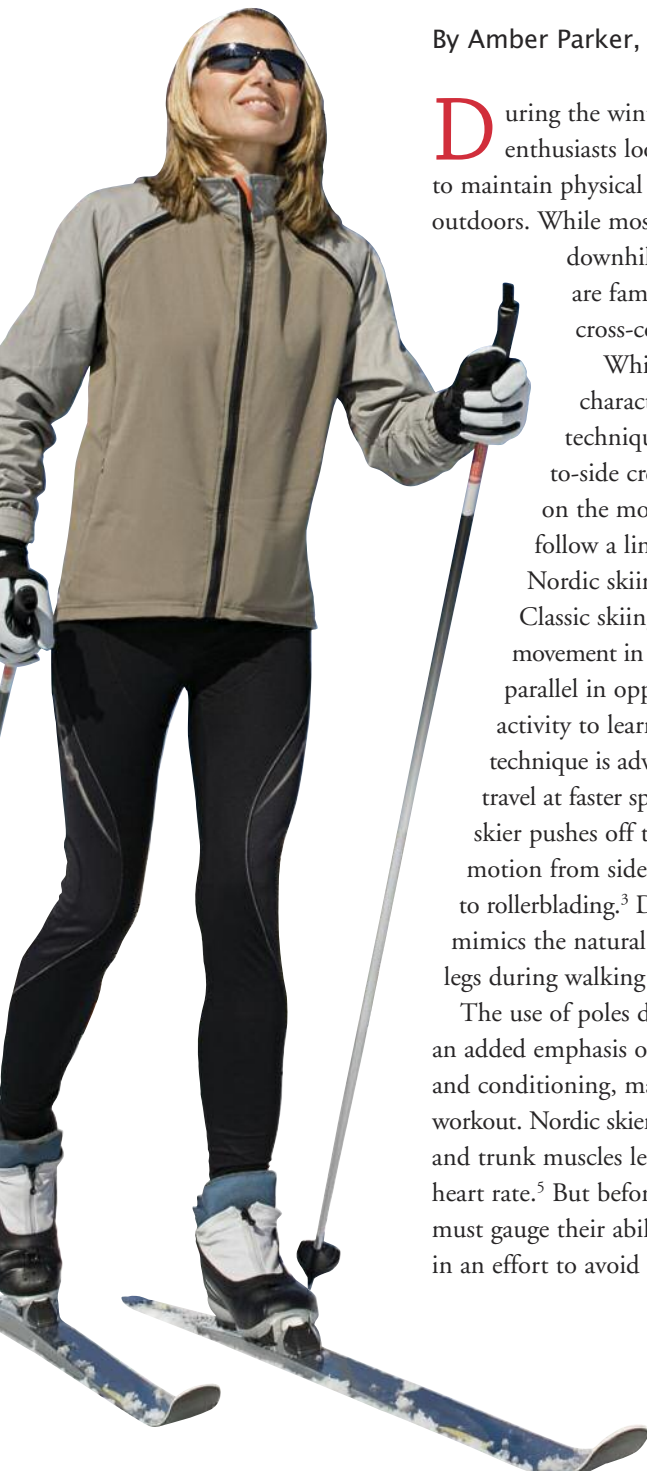 By Amber Parker,
During the win
enthusiasts loo
to maintain physical
outdoors. While mos
downhil
are fam
cross-co
Whi
charact
techniqu
to-side cr
on the mo
follow a lin
Nordic skiin
Classic skiing
movement in
parallel in opp
activity to learn
technique is adv
travel at faster sp
skier pushes off t
motion from side
to rollerblading.³ D
mimics the natural
legs during walking
The use of poles d
an added emphasis o
and conditioning, ma
workout. Nordic skier
and trunk muscles le
heart rate.⁵ But befor
must gauge their abil
in an effort to avoid